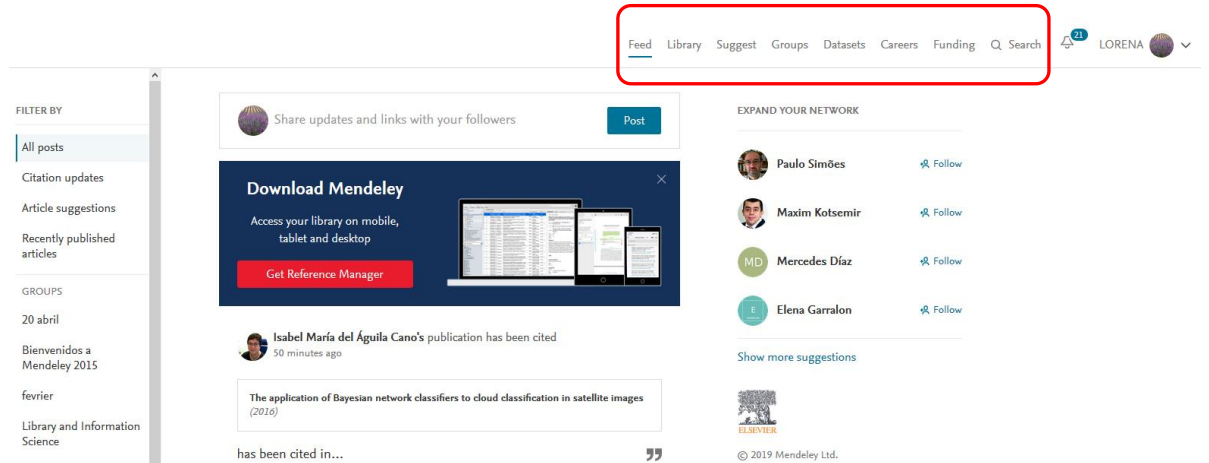 Feed Library Suggest Groups Datasets Careers Funding Search 21 LORENA
FILTER BY
All posts
Citation updates
Article suggestions
Recently published
articles
GROUPS
20 abril
Bienvenidos a
Mendeley 2015
fevrier
Library and Information
Science
Share updates and links with your followers
Post
Download Mendeley
Access your library on mobile,
tablet and desktop
Get Reference Manager
Isabel María del Águila Cano's publication has been cited
50 minutes ago
The application of Bayesian network classifiers to cloud classification in satellite images
(2016)
has been cited in...
EXPAND YOUR NETWORK
Paulo Simões Follow
Maxim Kotsemir Follow
MD Mercedes Díaz Follow
E Elena Garralon Follow
Show more suggestions
ELSEVIER
© 2019 Mendeley Ltd.